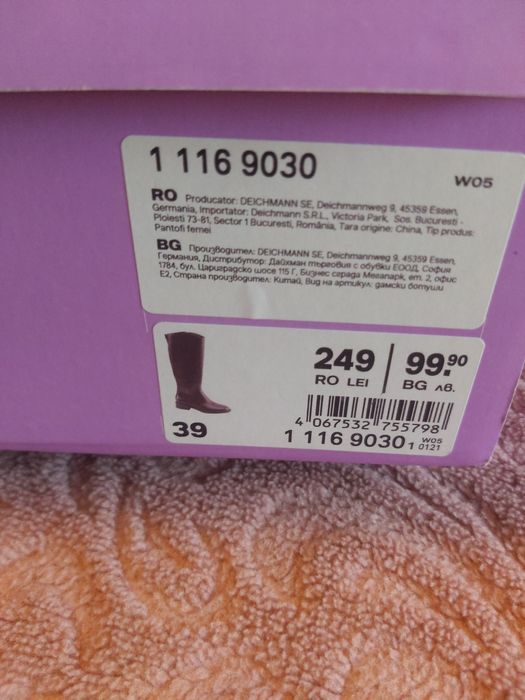 1 116 9030
W05
RO Producator: DEICHMANN SE, Deichmannweg 9, 45359 Essen,
Germania, Importator: Deichmann S.R.L., Victoria Park, Sos. Bucuresti -
Ploiesti 73-81, Sector 1 Bucuresti, România, Tara origine: China, Tip produs:
Pantofi femei
BG Производител: DEICHMANN SE, Deichmannweg 9, 45359 Essen,
Германия, Дистрибутор: Дайхман търговия с обувки ЕООД, София
1784, бул. Цариградско шосе 115 Г, Бизнес сграда Мегапарк, ет. 2, офис
Е2, Страна производител: Китай, Вид на артикул: дамски ботуши
249 99.90
RO LEI BG лв.
4 067532 755798
39
1 116 9030 1 W05
0121